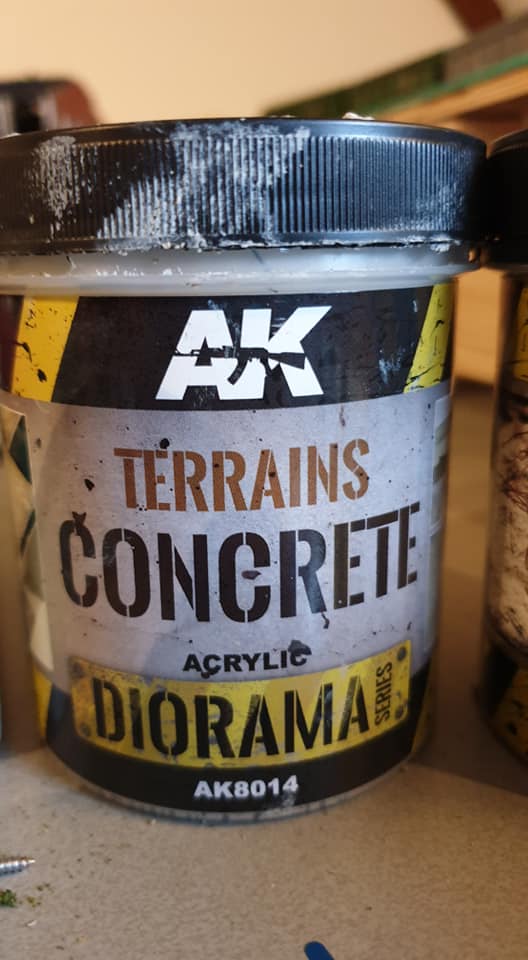 AK
TERRAINS
CONCRETE
ACRYLIC
DIORAMA SERIES
AK8014